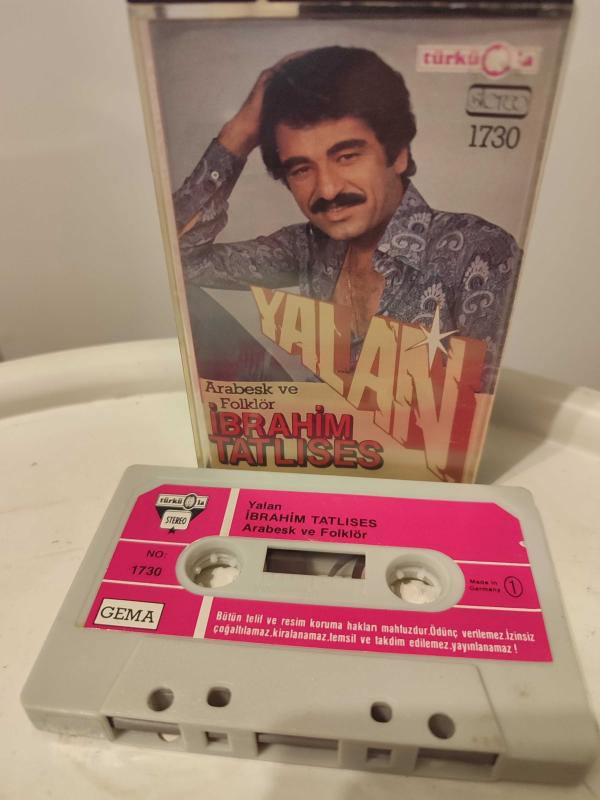 türküola
stereo
1730
YALAN
Arabesk ve
Folklör
İBRAHİM
TATLISES
türküola
STEREO
Yalan
İBRAHİM TATLISES
Arabesk ve Folklör
NO:
1730
Made in
Germany
1
GEMA
Bütün telif ve resim koruma hakları mahfuzdur.Ödünç verilemez.İzinsiz
çoğaltılamaz,kiralanamaz,temsil ve takdim edilemez,yayınlanamaz!